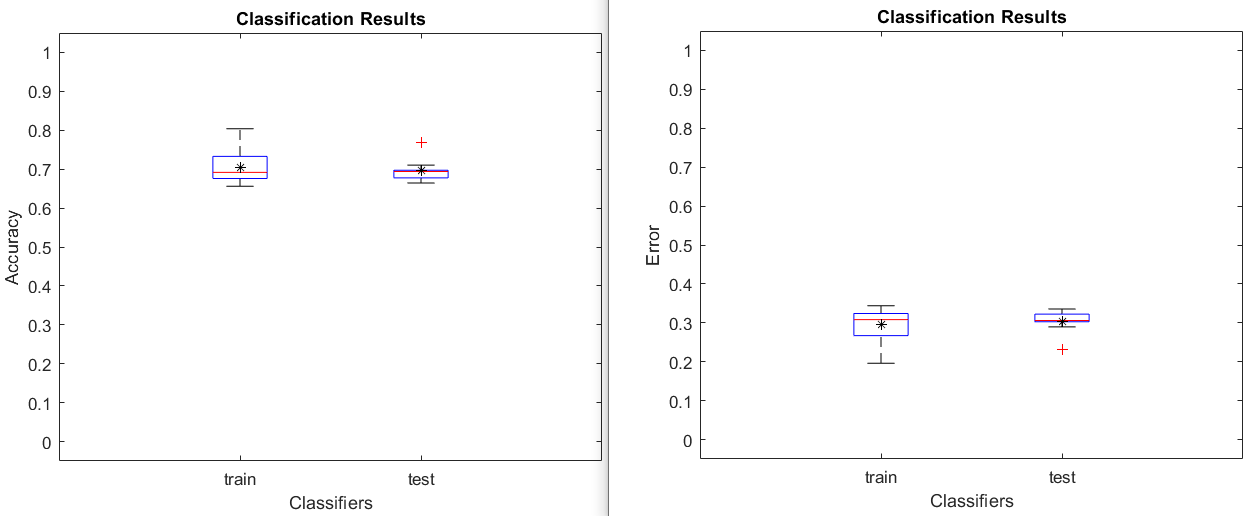 Classification Results
1
0.9
0.8
0.7
0.6
0.5
0.4
0.3
0.2
0.1
0
Accuracy
train
test
Classifiers
Classification Results
1
0.9
0.8
0.7
0.6
0.5
0.4
0.3
0.2
0.1
0
Error
train
test
Classifiers